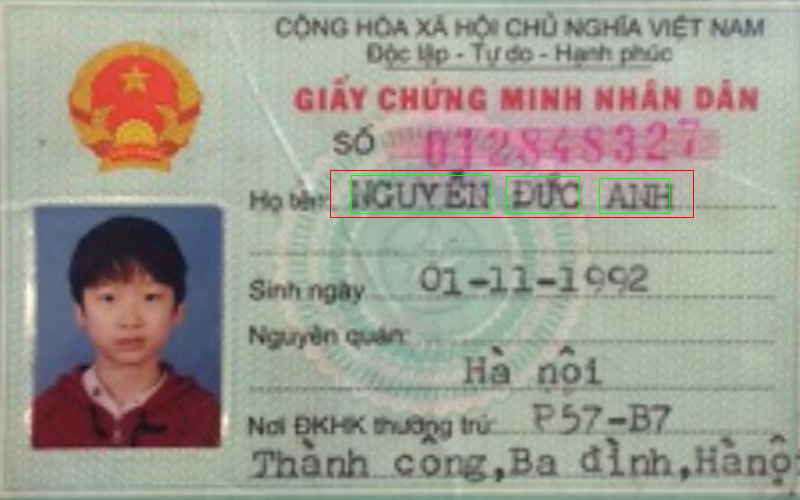 CỘNG HÒA XÃ HỘI CHỦ NGHĨA VIỆT NAM
Độc lập - Tự do - Hạnh phúc
GIẤY CHỨNG MINH NHÂN DÂN
SỐ 012848327
Họ tên: NGUYỄN ĐỨC ANH
Sinh ngày 01-11-1992
Nguyên quán:
Hà nội
Nơi ĐKHK thường trú: P57-B7
Thành công, Ba đình, Hànộ